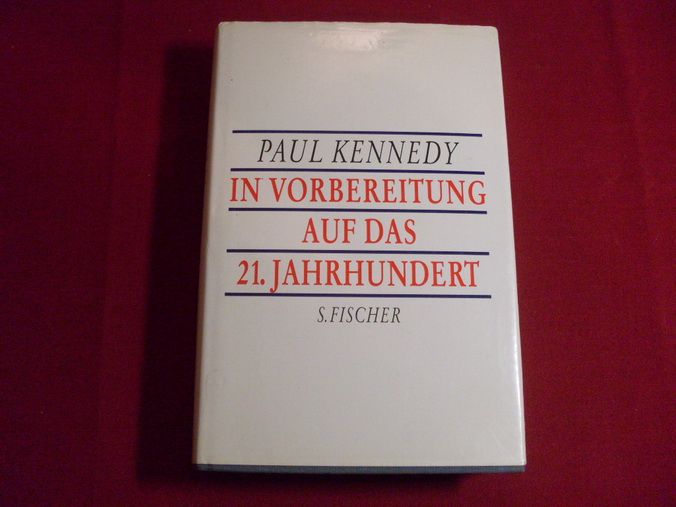 PAUL KENNEDY
IN VORBEREITUNG
AUF DAS
21. JAHRHUNDERT
S. FISCHER